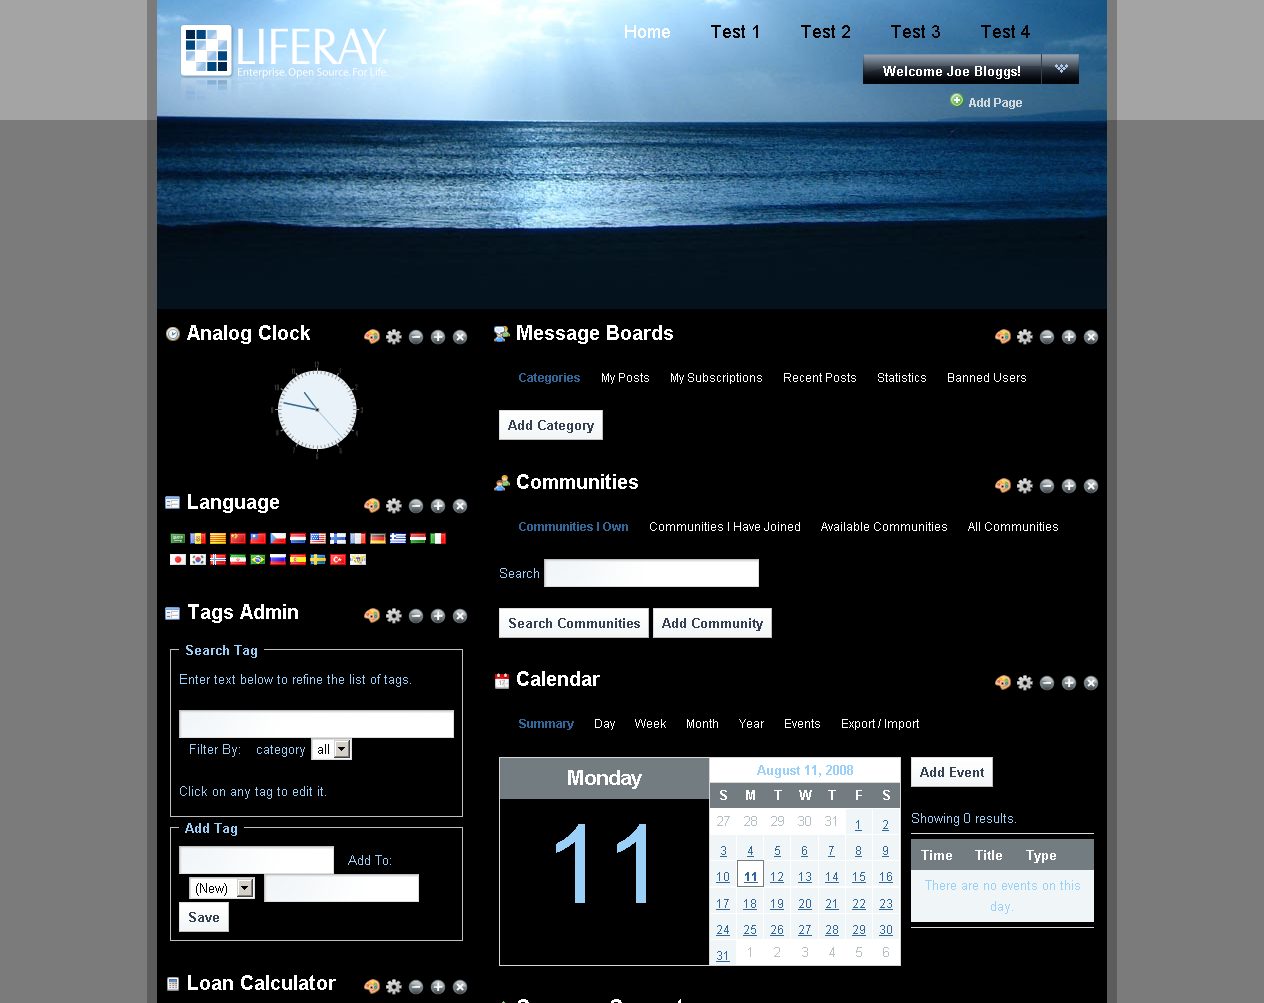 LIFERAY.
Enterprise. Open Source. For Life.
Home Test 1 Test 2 Test 3 Test 4
Welcome Joe Bloggs!
Add Page
Analog Clock
Language
Tags Admin
Search Tag
Enter text below to refine the list of tags.
Filter By: category all
Click on any tag to edit it.
Add Tag
Add To:
(New)
Save
Loan Calculator
Message Boards
Categories My Posts My Subscriptions Recent Posts Statistics Banned Users
Add Category
Communities
Communities I Own Communities I Have Joined Available Communities All Communities
Search
Search Communities Add Community
Calendar
Summary Day Week Month Year Events Export / Import
Monday
11
August 11, 2008
S M T W T F S
27 28 29 30 31 1 2
3 4 5 6 7 8 9
10 11 12 13 14 15 16
17 18 19 20 21 22 23
24 25 26 27 28 29 30
31 1 2 3 4 5 6
Add Event
Showing 0 results.
Time Title Type
There are no events on this
day.